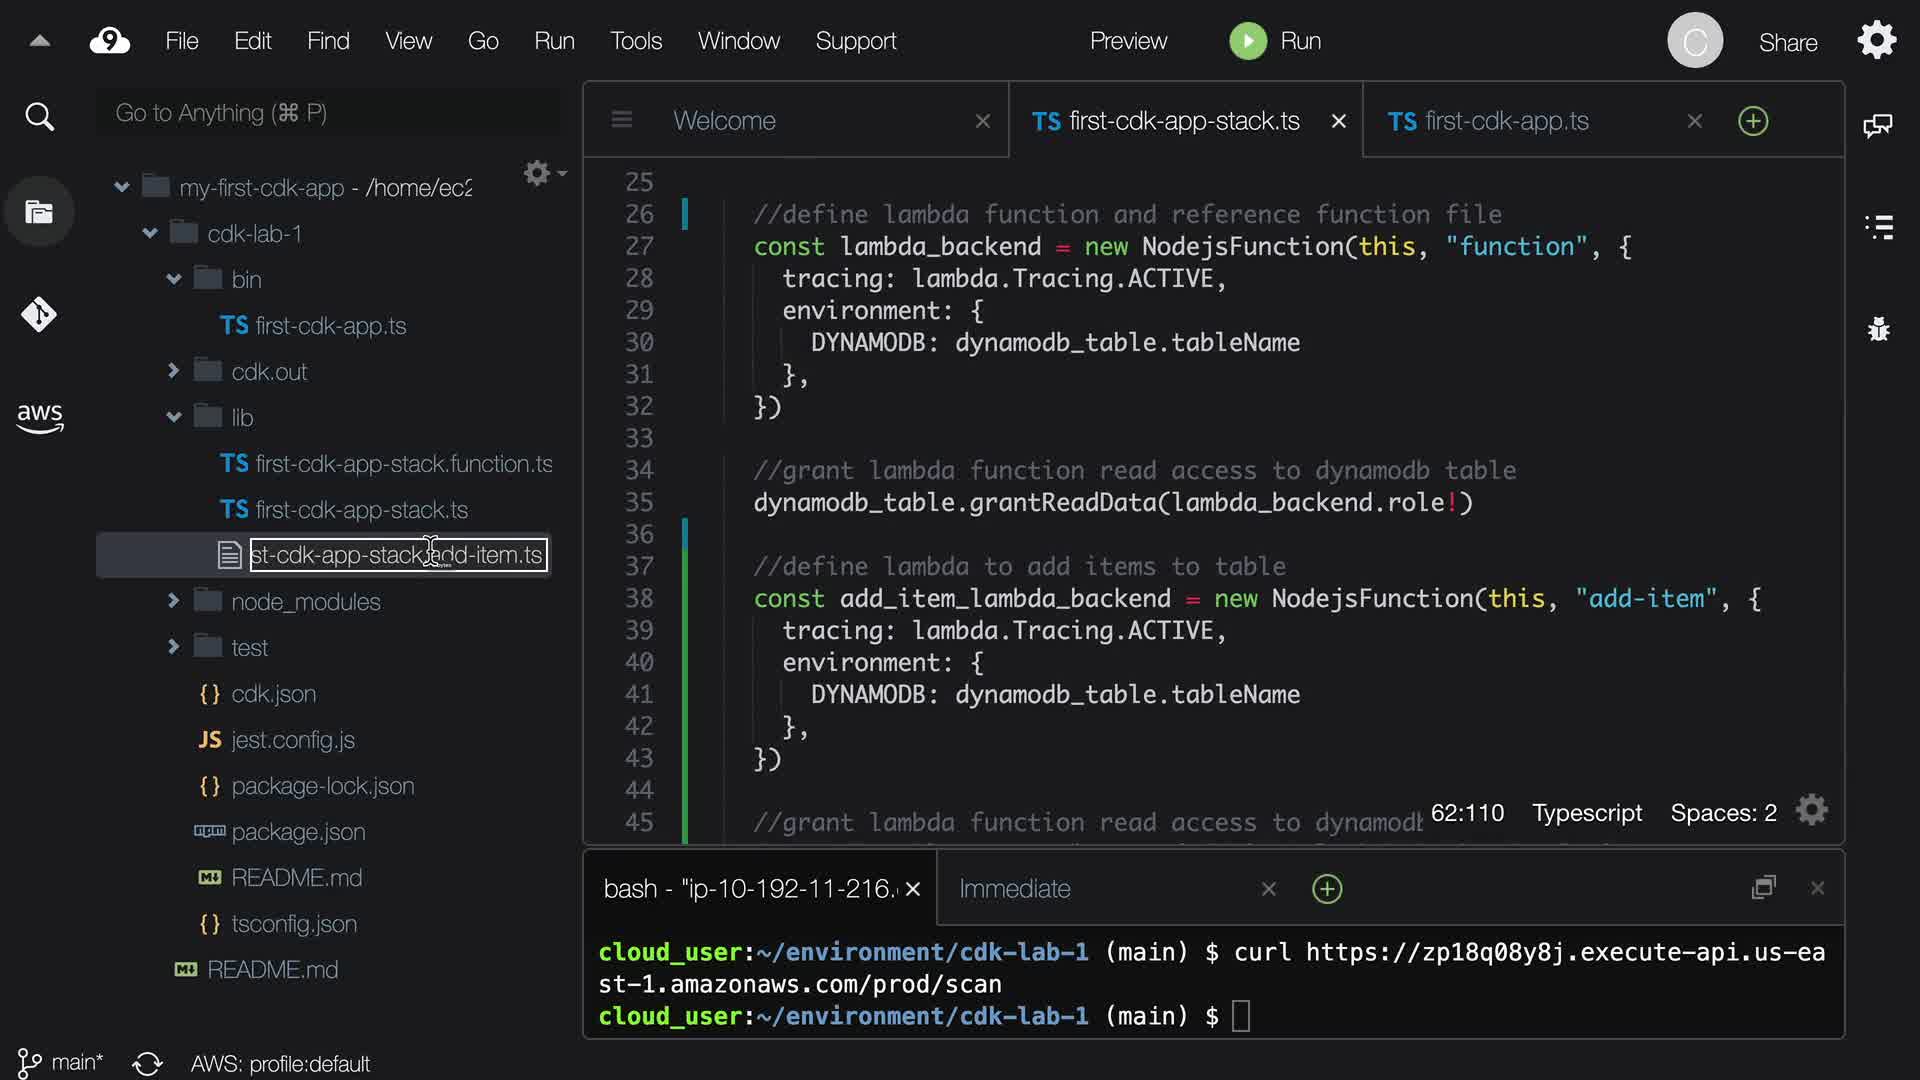 9 File Edit Find View Go Run Tools Window Support Preview Run C Share
Go to Anything (⌘ P)
Welcome
TS first-cdk-app-stack.ts
TS first-cdk-app.ts
my-first-cdk-app - /home/ec2
cdk-lab-1
bin
TS first-cdk-app.ts
cdk.out
lib
TS first-cdk-app-stack.function.ts
TS first-cdk-app-stack.ts
st-cdk-app-stack.add-item.ts
node_modules
test
{} cdk.json
JS jest.config.js
{} package-lock.json
package.json
README.md
{} tsconfig.json
README.md
aws
25
26 //define lambda function and reference function file
27 const lambda_backend = new NodejsFunction(this, "function", {
28 tracing: lambda.Tracing.ACTIVE,
29 environment: {
30 DYNAMODB: dynamodb_table.tableName
31 },
32 })
33
34 //grant lambda function read access to dynamodb table
35 dynamodb_table.grantReadData(lambda_backend.role!)
36
37 //define lambda to add items to table
38 const add_item_lambda_backend = new NodejsFunction(this, "add-item", {
39 tracing: lambda.Tracing.ACTIVE,
40 environment: {
41 DYNAMODB: dynamodb_table.tableName
42 },
43 })
44
45 //grant lambda function read access to dynamodb
62:110 Typescript Spaces: 2
bash - "ip-10-192-11-216.
Immediate
cloud_user:~/environment/cdk-lab-1 (main) $ curl https://zp18q08y8j.execute-api.us-ea
st-1.amazonaws.com/prod/scan
cloud_user:~/environment/cdk-lab-1 (main) $
main* AWS: profile:default